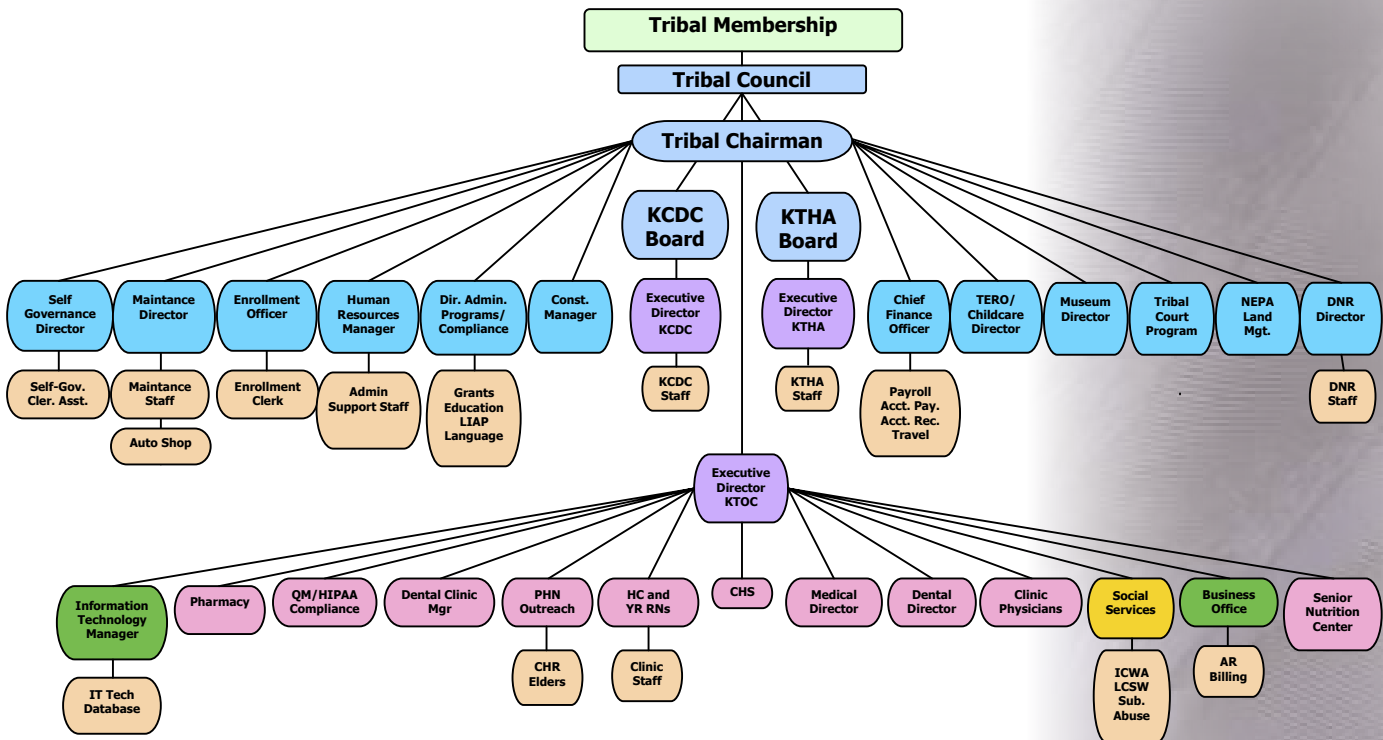 Tribal Membership
Tribal Council
Tribal Chairman
KCDC
Board
KTHA
Board
Self
Governance
Director
Maintance
Director
Enrollment
Officer
Human
Resources
Manager
Dir. Admin.
Programs/
Compliance
Const.
Manager
Executive
Director
KCDC
Executive
Director
KTHA
Chief
Finance
Officer
TERO/
Childcare
Director
Museum
Director
Tribal
Court
Program
NEPA
Land
Mgt.
DNR
Director
Self-Gov.
Cler. Asst.
Maintance
Staff
Auto Shop
Enrollment
Clerk
Admin
Support Staff
Grants
Education
LIAP
Language
KCDC
Staff
KTHA
Staff
Payroll
Acct. Pay.
Acct. Rec.
Travel
DNR
Staff
Executive
Director
KTOC
Information
Technology
Manager
Pharmacy
QM/HIPAA
Compliance
Dental Clinic
Mgr
PHN
Outreach
HC and
YR RNs
CHS
Medical
Director
Dental
Director
Clinic
Physicians
Social
Services
Business
Office
Senior
Nutrition
Center
IT Tech
Database
CHR
Elders
Clinic
Staff
ICWA
LCSW
Sub.
Abuse
AR
Billing